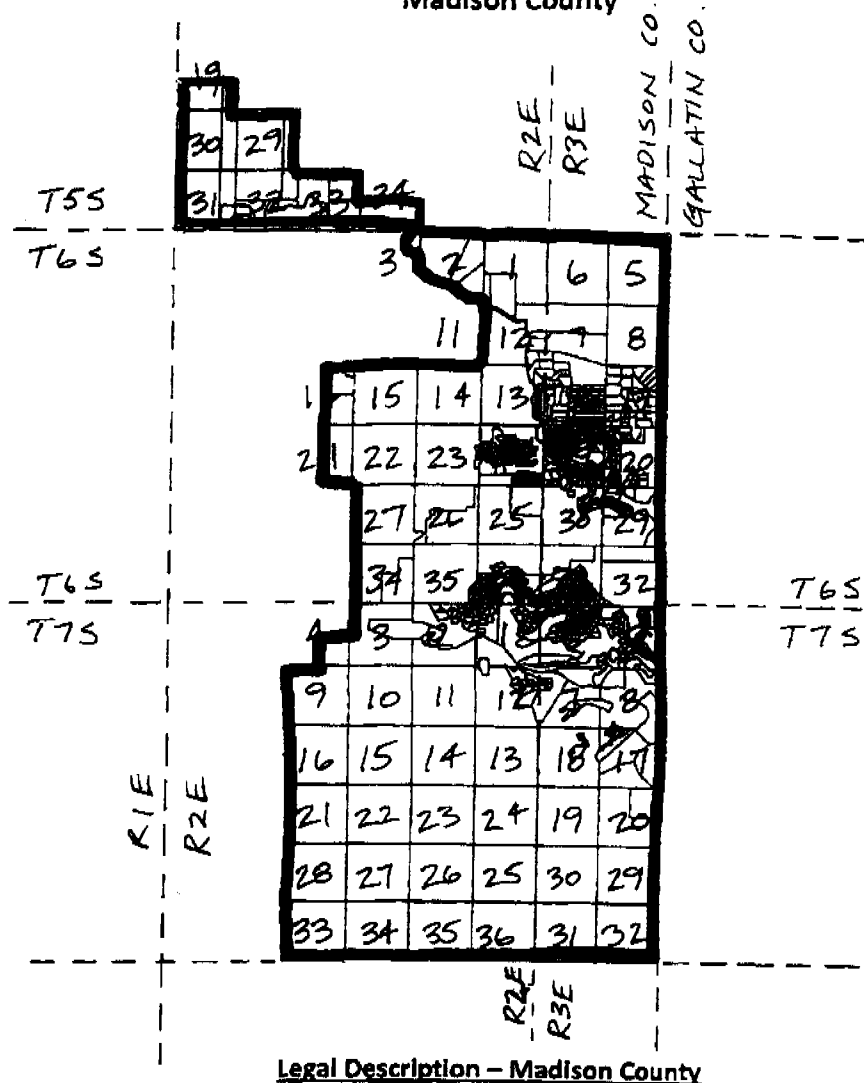 Madison County
MADISON CO.
GALLATIN CO.
R2E
R3E
19
30 29
T5S
31 32 33 34
T6S
3 2 1 6 5
11 12 7 8
1 15 14 13
2 22 23 20
27 26 25 30 29
34 35 32
T6S T6S
T7S T7S
4 3 2 1
9 10 11 12 7 8
16 15 14 13 18 17
R1E
R2E
21 22 23 24 19 20
28 27 26 25 30 29
33 34 35 36 31 32
R2E
R3E
Legal Description – Madison County